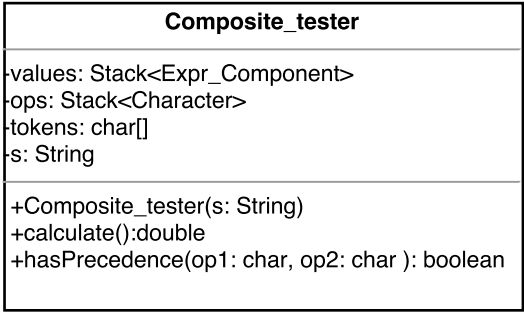 Composite_tester
-values: Stack<Expr_Component>
-ops: Stack<Character>
-tokens: char[]
-s: String
+Composite_tester(s: String)
+calculate():double
+hasPrecedence(op1: char, op2: char ): boolean